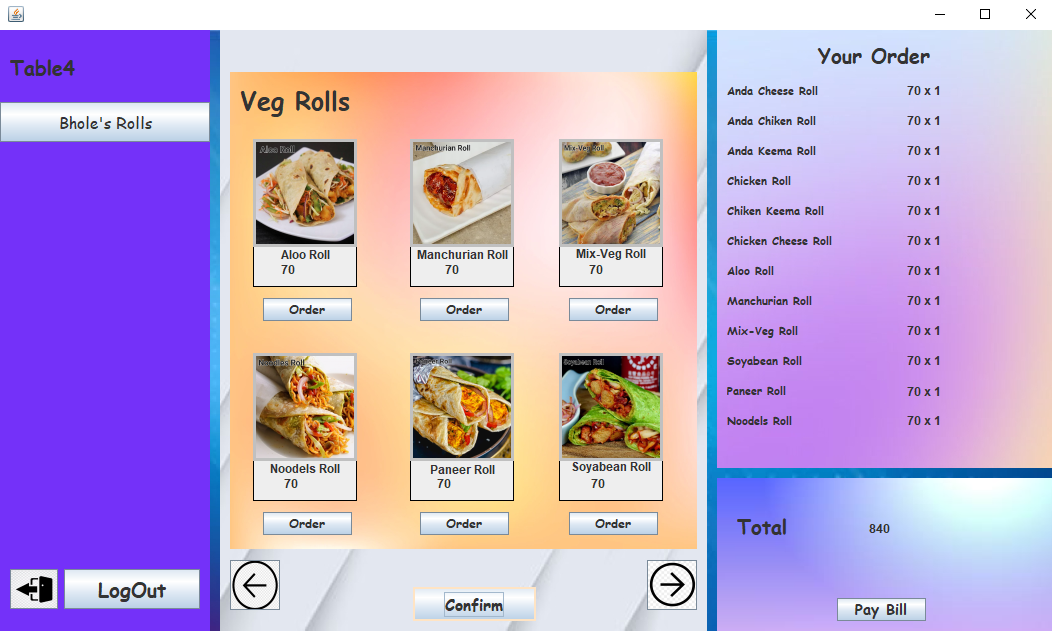 Table4
Bhole's Rolls
LogOut
Veg Rolls
Aloo Roll
Manchurian Roll
Mix-Veg Roll
Aloo Roll
70
Manchurian Roll
70
Mix-Veg Roll
70
Order
Order
Order
Noodels Roll
Paneer Roll
Soyabean Roll
Noodels Roll
70
Paneer Roll
70
Soyabean Roll
70
Order
Order
Order
Confirm
Your Order
Anda Cheese Roll 70 x 1
Anda Chiken Roll 70 x 1
Anda Keema Roll 70 x 1
Chicken Roll 70 x 1
Chiken Keema Roll 70 x 1
Chicken Cheese Roll 70 x 1
Aloo Roll 70 x 1
Manchurian Roll 70 x 1
Mix-Veg Roll 70 x 1
Soyabean Roll 70 x 1
Paneer Roll 70 x 1
Noodels Roll 70 x 1
Total 840
Pay Bill